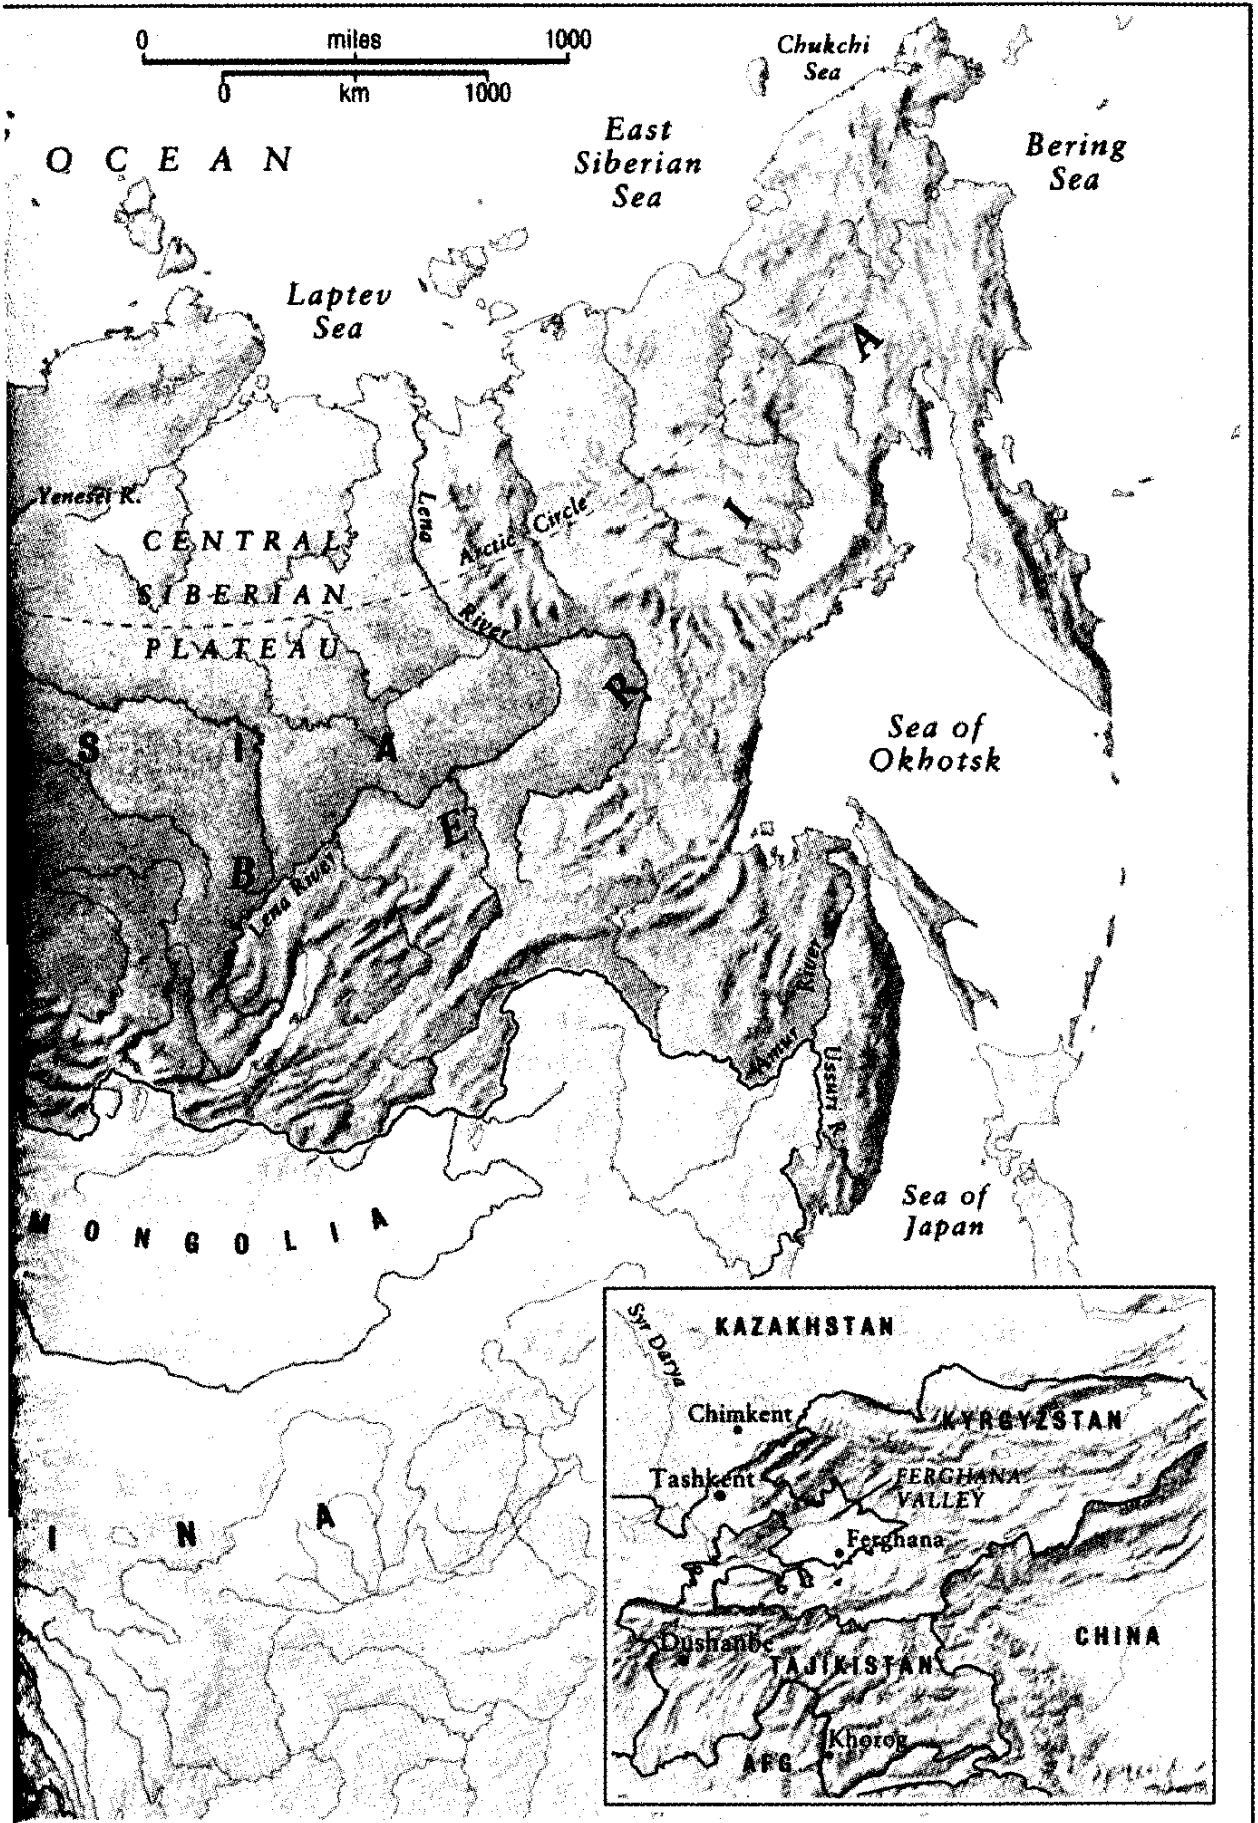 0 miles 1000
0 km 1000
Chukchi
Sea
East
Siberian
Sea
Bering
Sea
O C E A N
Laptev
Sea
A
Yenesei R.
Lena
Arctic Circle
I
CENTRAL
SIBERIAN
PLATEAU
River
R
S I A
Sea of
Okhotsk
E
B
Lena River
River
Amur
Ussuri R.
MONGOLIA
Sea of
Japan
I N A
KAZAKHSTAN
Syr Darya
Chimkent
KYRGYZSTAN
Tashkent
FERGHANA
VALLEY
Ferghana
CHINA
Dushanbe
TAJIKISTAN
Khorog
AFG